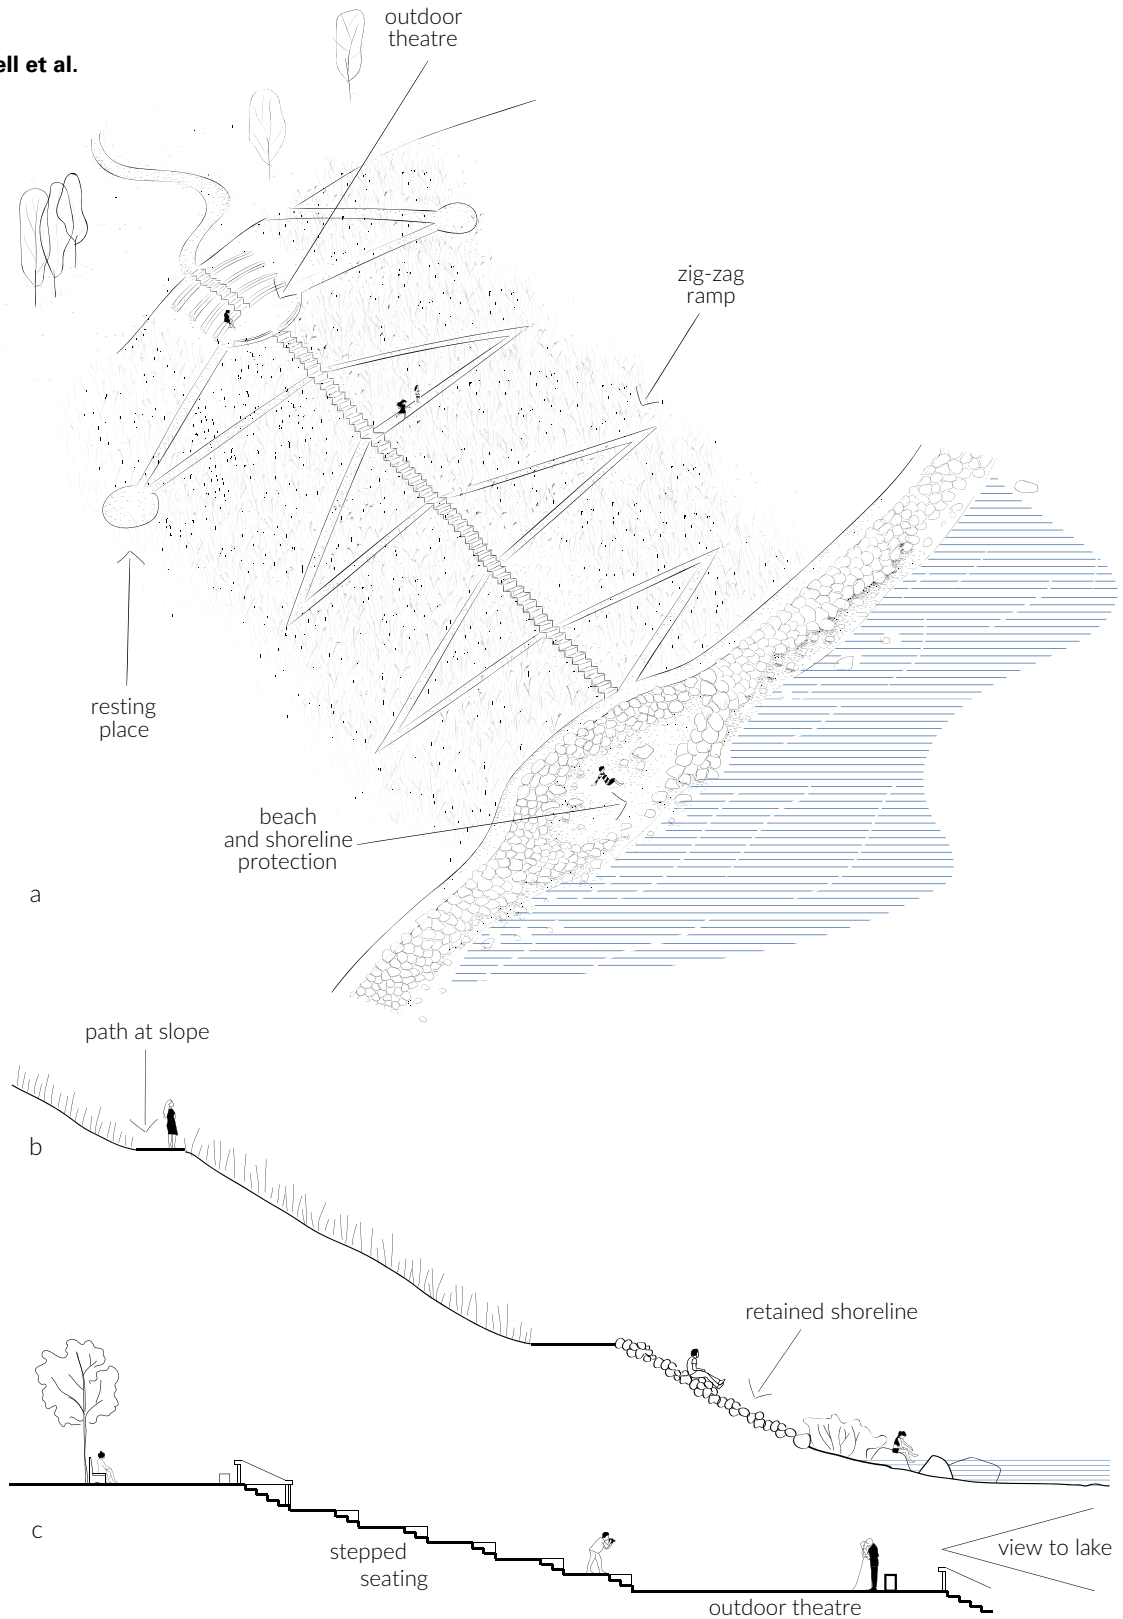 outdoor
theatre
ell et al.
zig-zag
ramp
resting
place
beach
and shoreline
protection
a
path at slope
b
retained shoreline
c
stepped
seating
view to lake
outdoor theatre